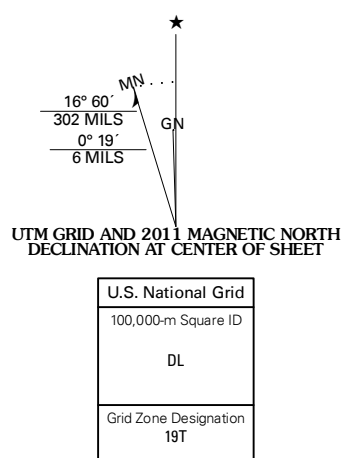 MN
GN
16° 60´
302 MILS
0° 19´
6 MILS
UTM GRID AND 2011 MAGNETIC NORTH
DECLINATION AT CENTER OF SHEET
U.S. National Grid
100,000-m Square ID
DL
Grid Zone Designation
19T